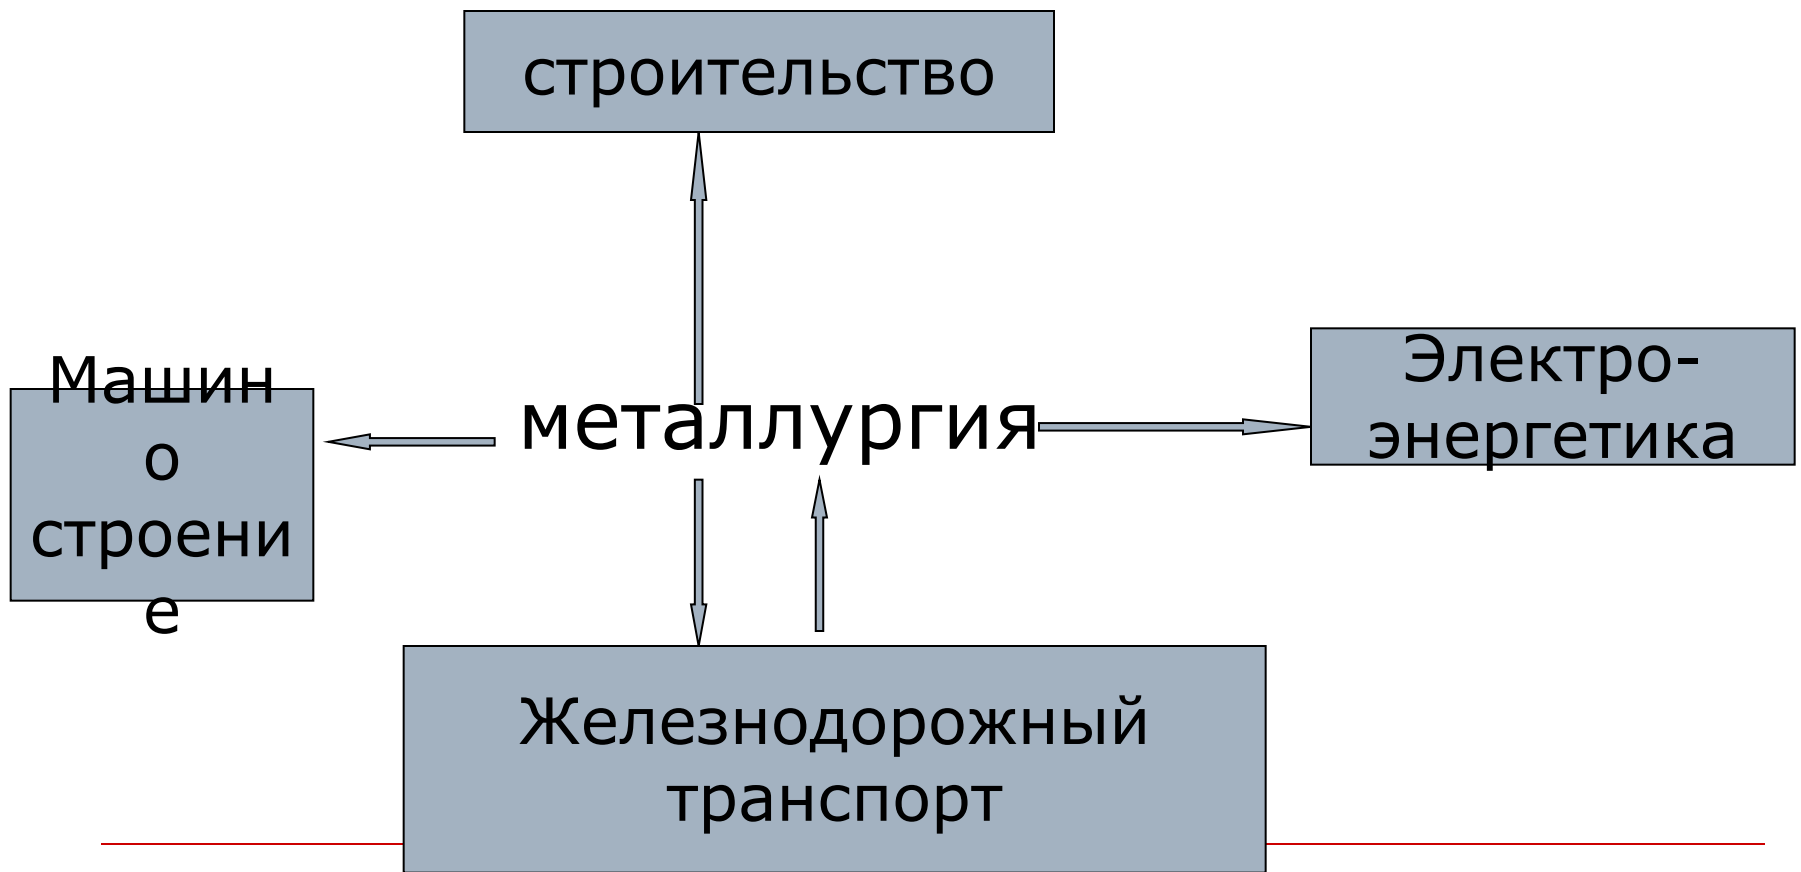 строительство
Машин
о
строени
е
металлургия
Электро-
энергетика
Железнодорожный
транспорт